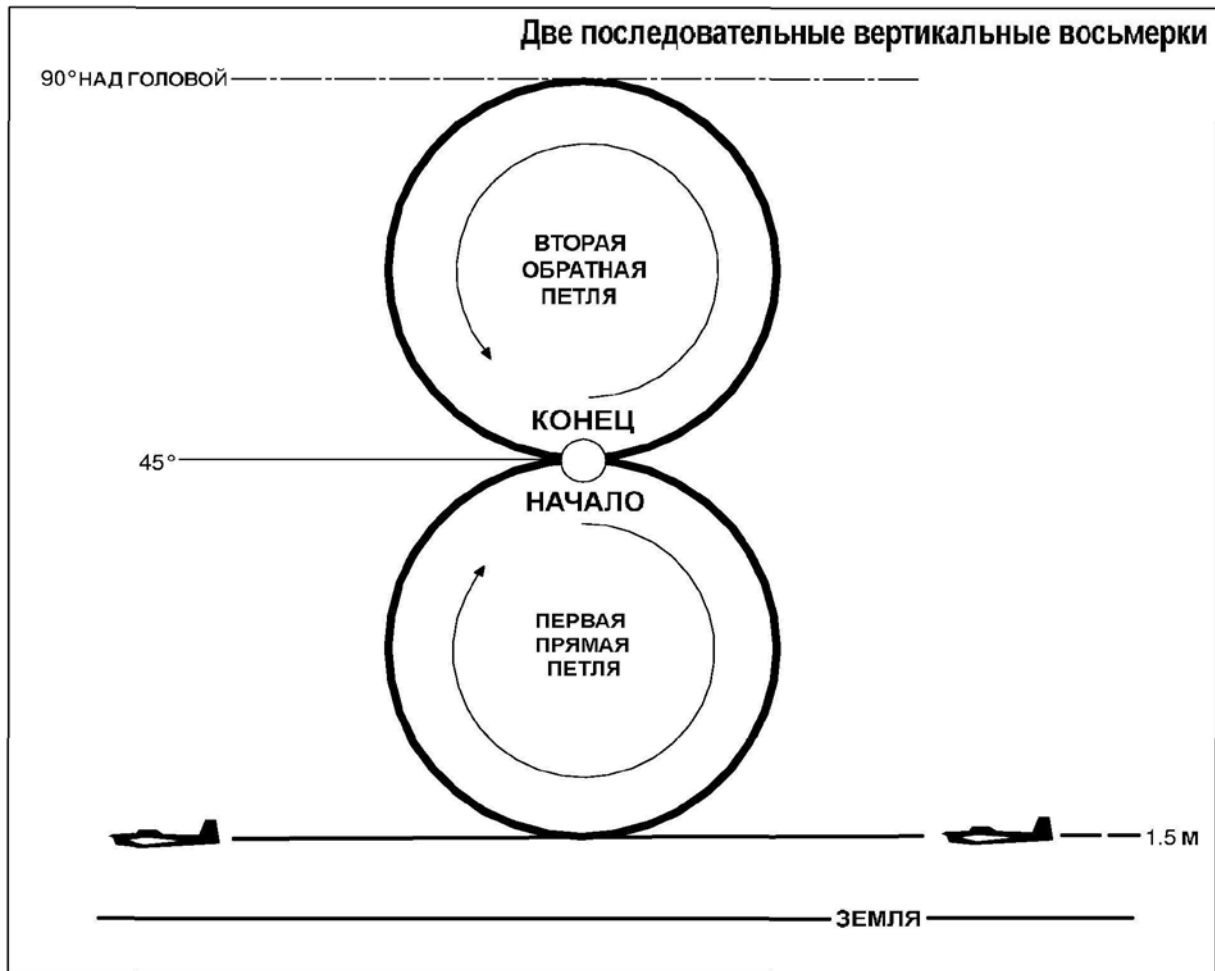 Две последовательные вертикальные восьмерки
90° НАД ГОЛОВОЙ
ВТОРАЯ
ОБРАТНАЯ
ПЕТЛЯ
КОНЕЦ
45°
НАЧАЛО
ПЕРВАЯ
ПРЯМАЯ
ПЕТЛЯ
1.5 М
ЗЕМЛЯ